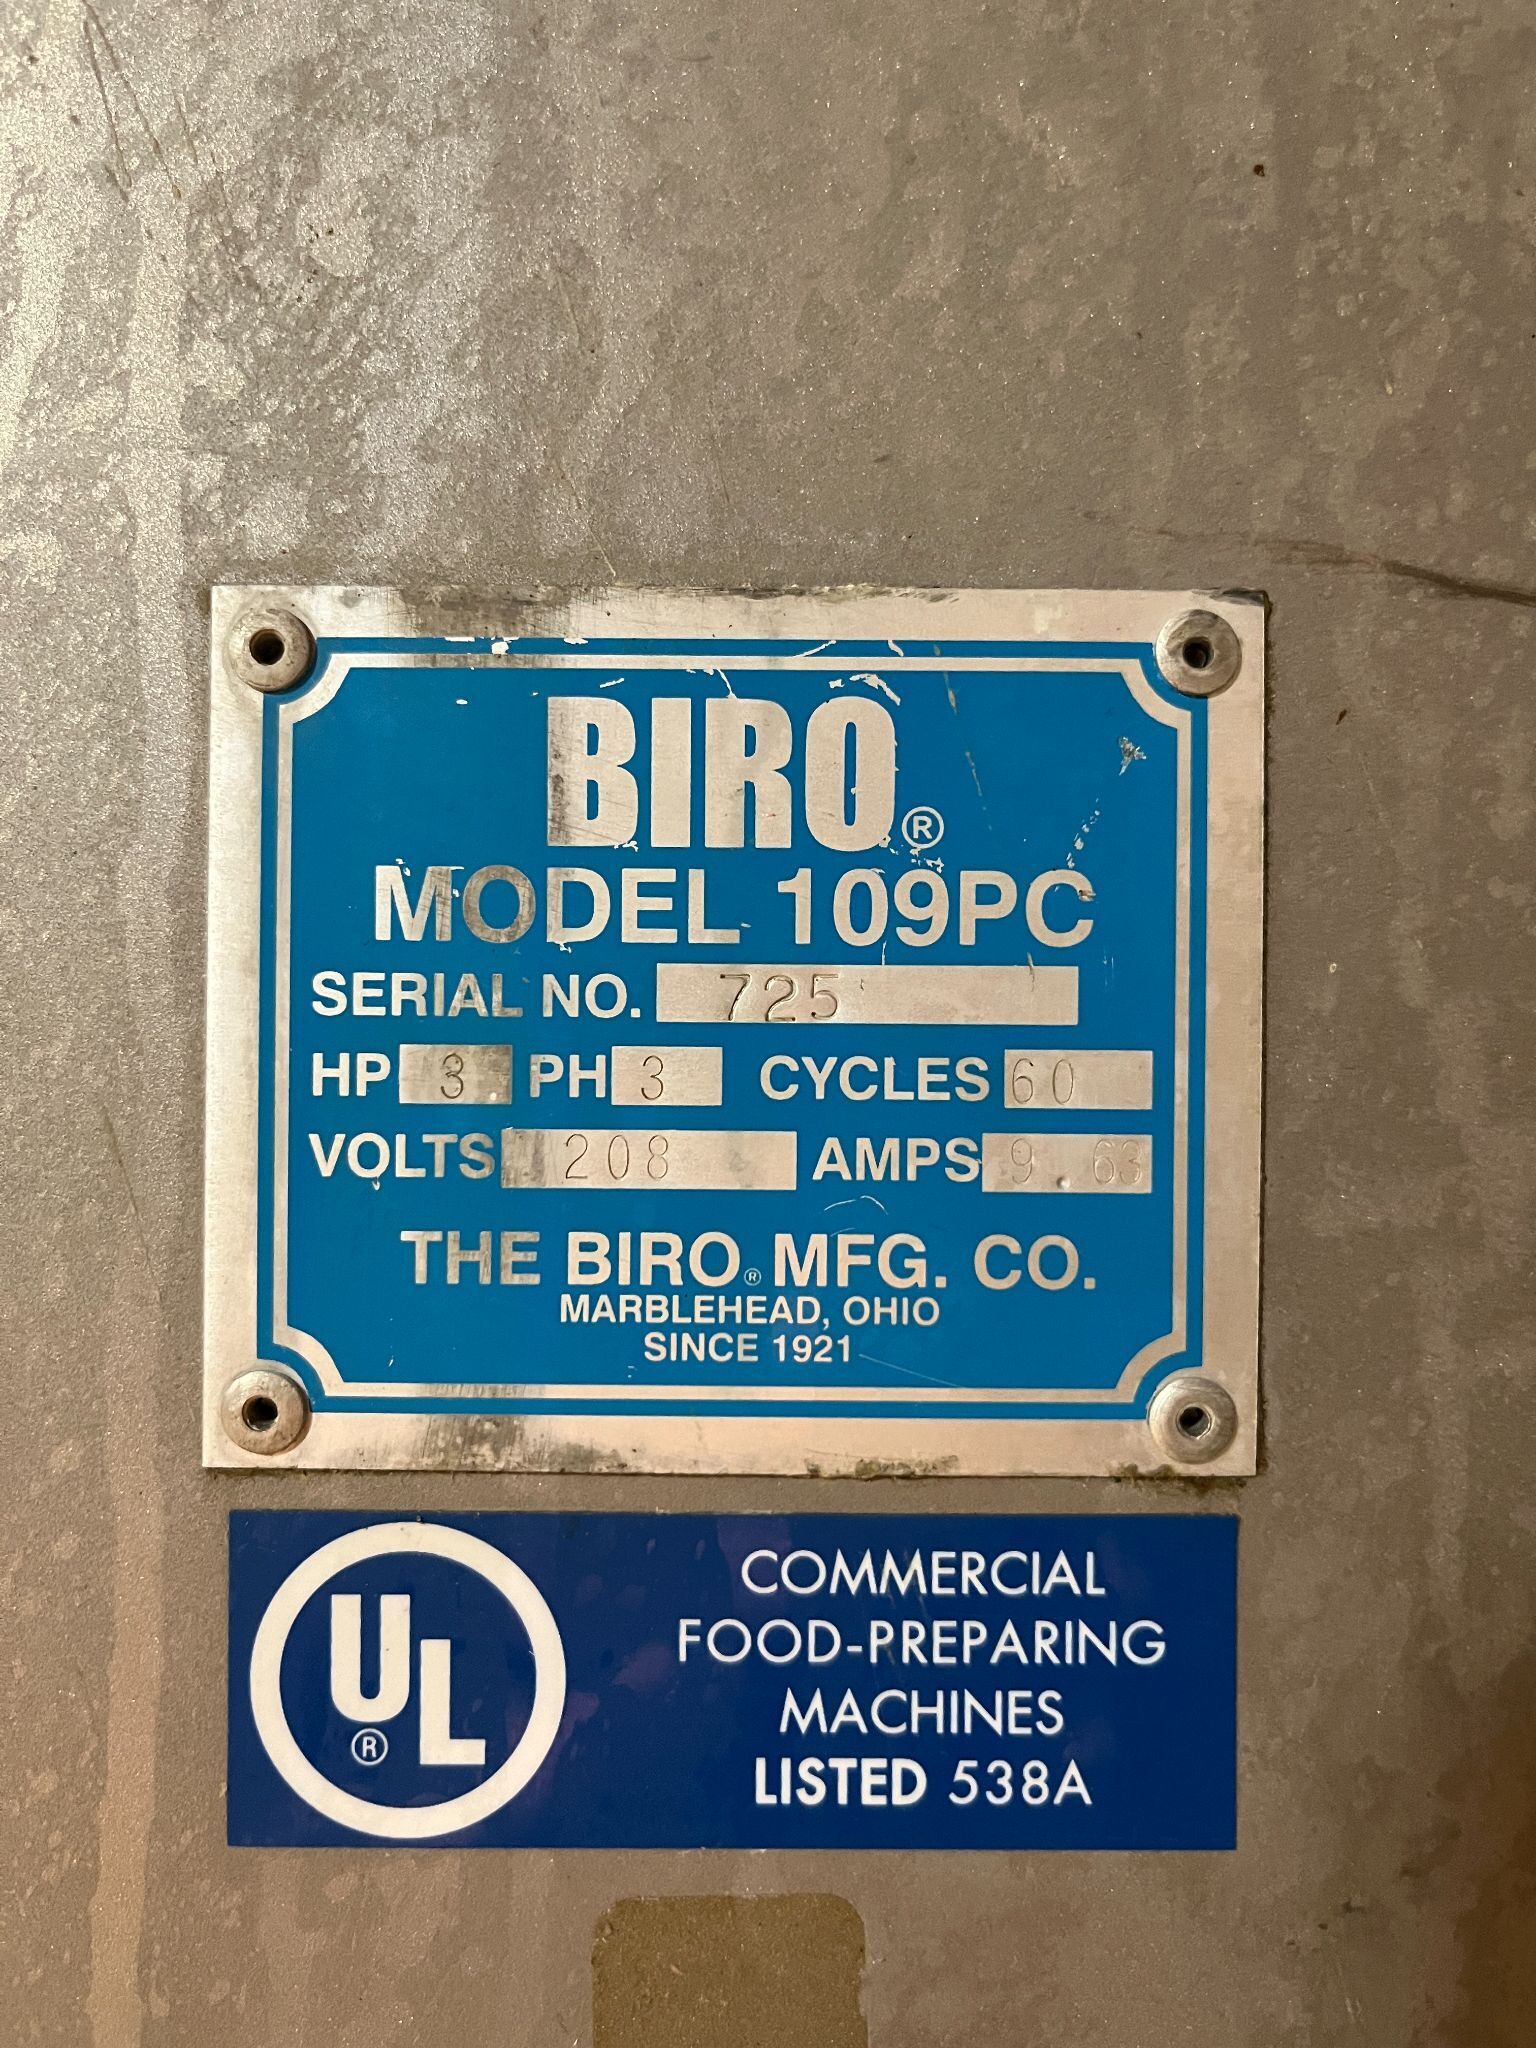 BIRO®
MODEL 109PC
SERIAL NO. 725
HP 3 PH 3 CYCLES 60
VOLTS 208 AMPS 9.63
THE BIRO® MFG. CO.
MARBLEHEAD, OHIO
SINCE 1921
UL®
COMMERCIAL
FOOD-PREPARING
MACHINES
LISTED 538A